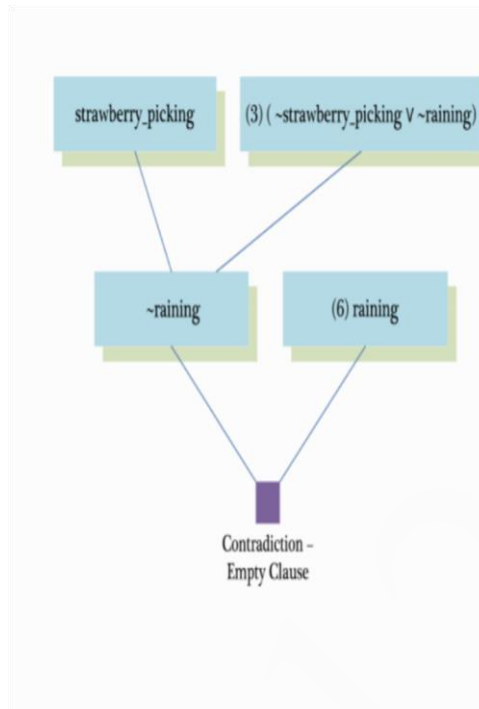 strawberry_picking
(3) ( ~strawberry_picking ∨ ~raining)
~raining
(6) raining
Contradiction –
Empty Clause